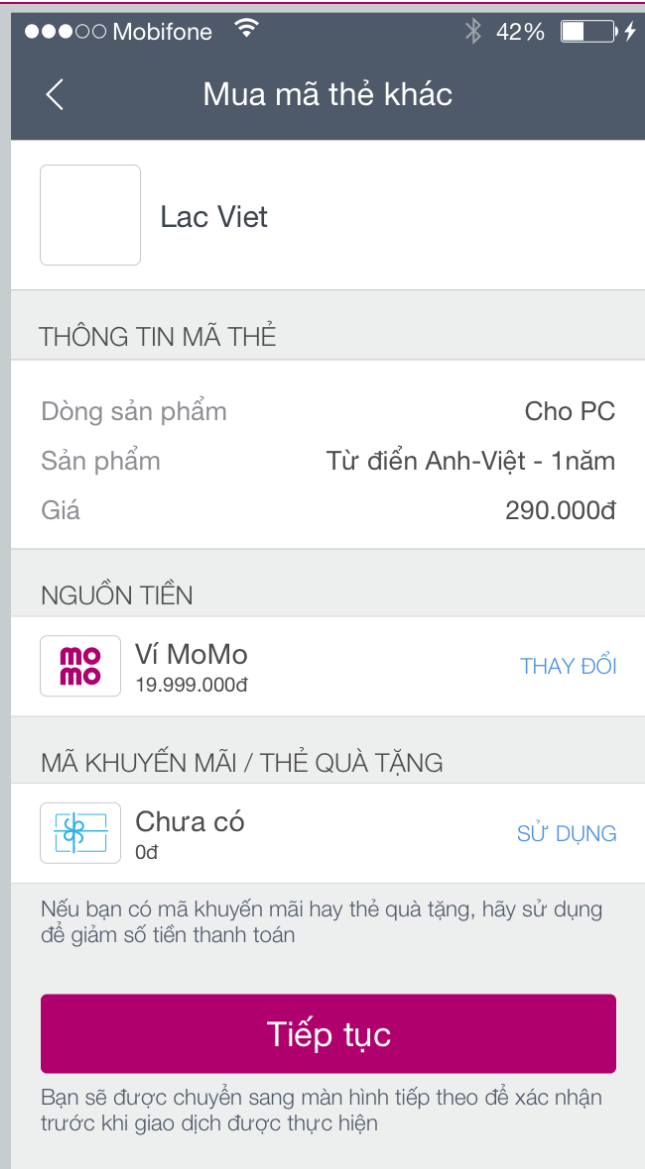 Mobifone 42%
Mua mã thẻ khác
Lac Viet
THÔNG TIN MÃ THẺ
Dòng sản phẩm Cho PC
Sản phẩm Từ điển Anh-Việt - 1năm
Giá 290.000đ
NGUỒN TIỀN
mo
mo
Ví MoMo
19.999.000đ
THAY ĐỔI
MÃ KHUYẾN MÃI / THẺ QUÀ TẶNG
Chưa có
0đ
SỬ DỤNG
Nếu bạn có mã khuyến mãi hay thẻ quà tặng, hãy sử dụng
để giảm số tiền thanh toán
Tiếp tục
Bạn sẽ được chuyển sang màn hình tiếp theo để xác nhận
trước khi giao dịch được thực hiện